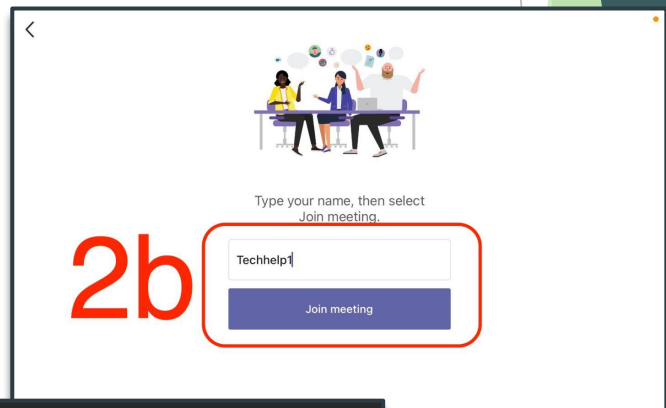 Type your name, then select
Join meeting.
2b
Techhelp1
Join meeting